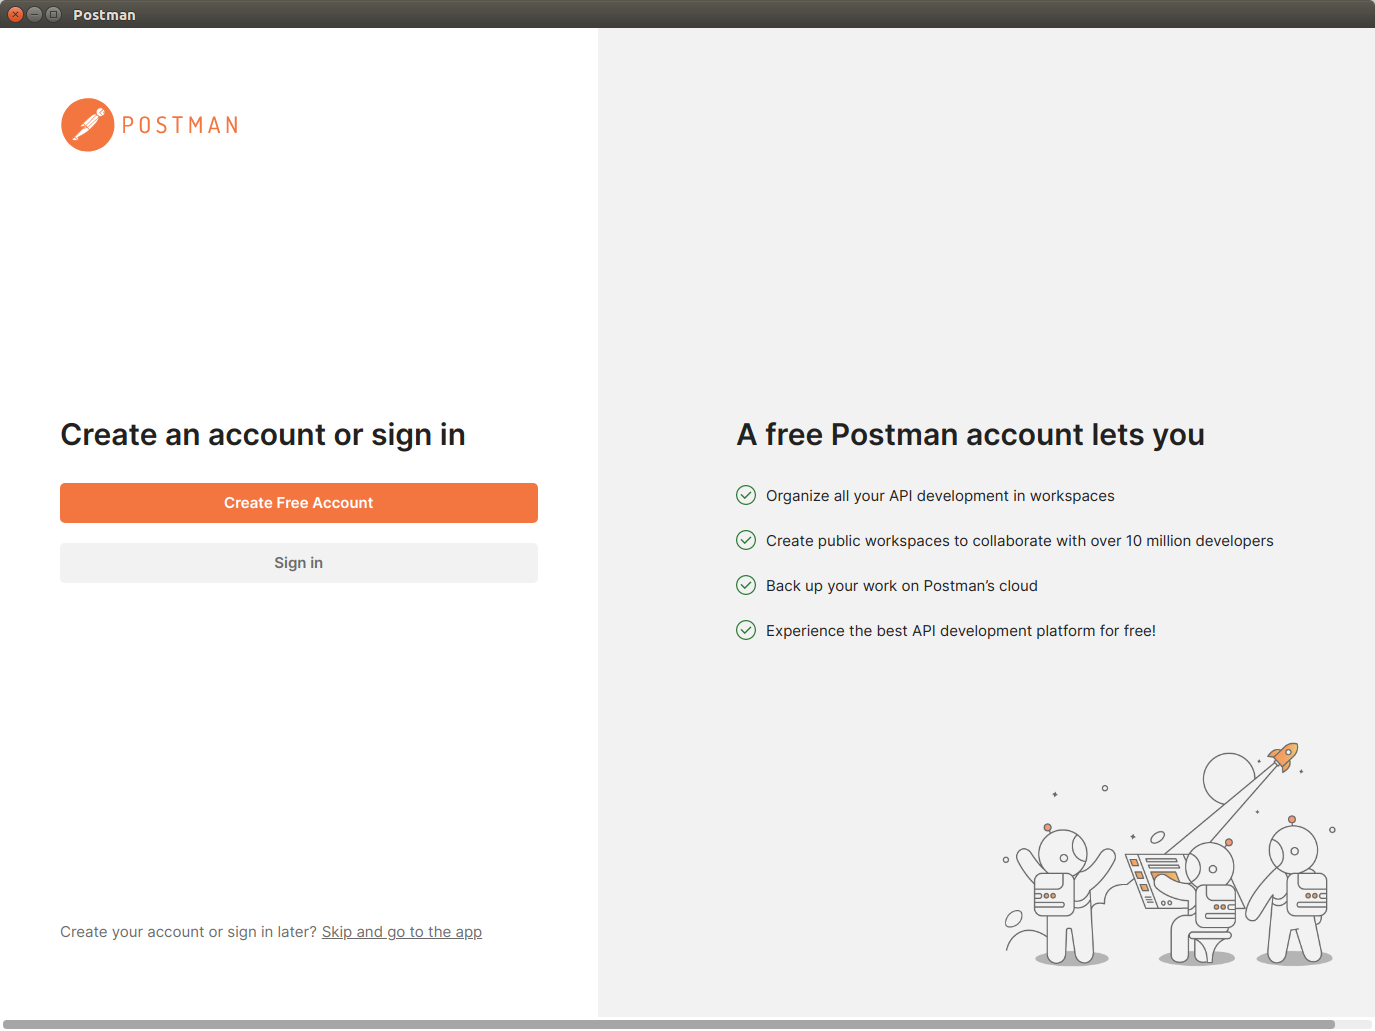 Postman
POSTMAN
Create an account or sign in
Create Free Account
Sign in
Create your account or sign in later? Skip and go to the app
A free Postman account lets you
Organize all your API development in workspaces
Create public workspaces to collaborate with over 10 million developers
Back up your work on Postman’s cloud
Experience the best API development platform for free!